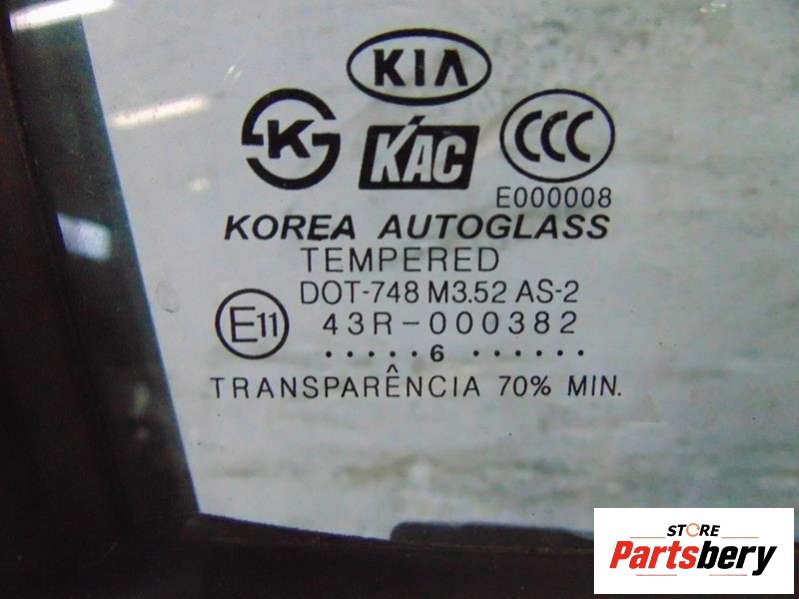 KIA
K
KAC
CCC
E000008
KOREA AUTOGLASS
TEMPERED
DOT-748 M3.52 AS-2
E11
43R-000382
.....6......
TRANSPARÊNCIA 70% MIN.
STORE
Partsbery